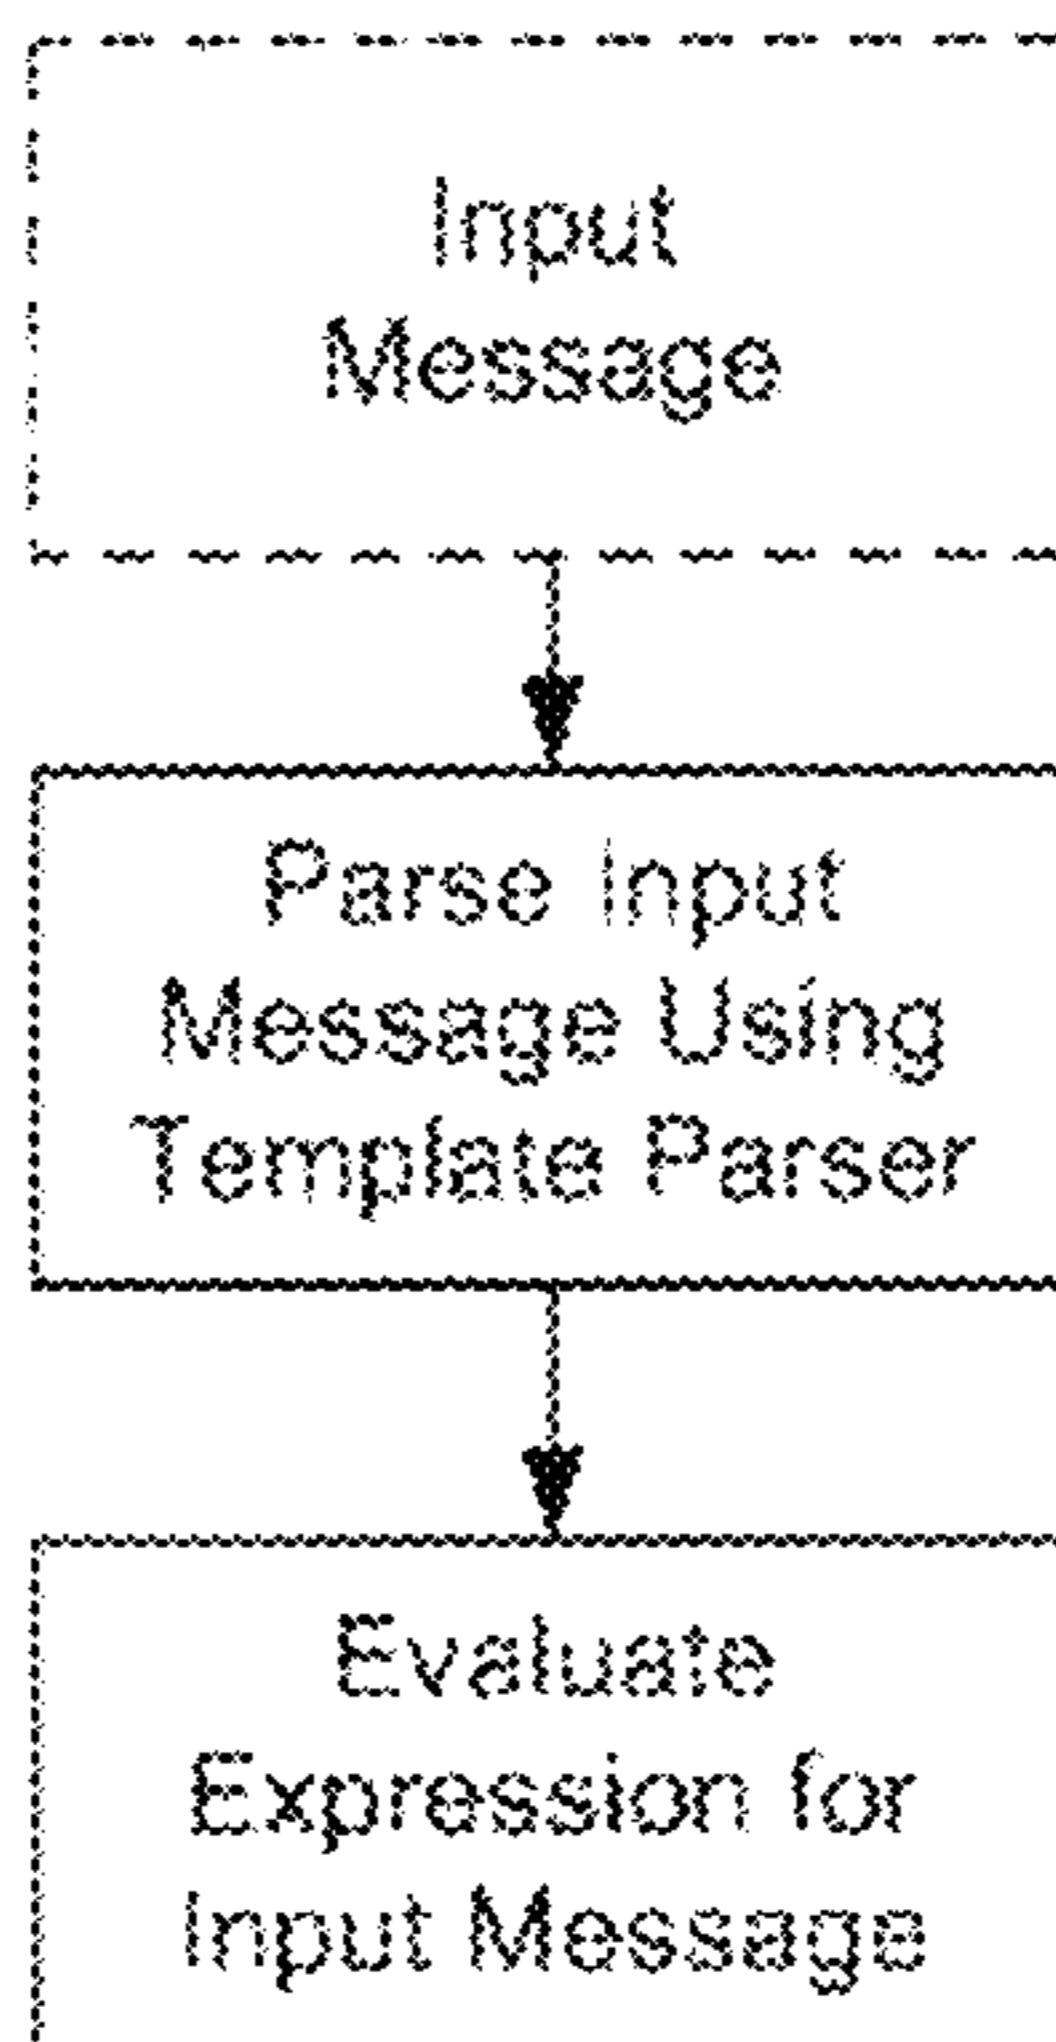 Input
Message
Parse Input
Message Using
Template Parser
Evaluate
Expression for
Input Message